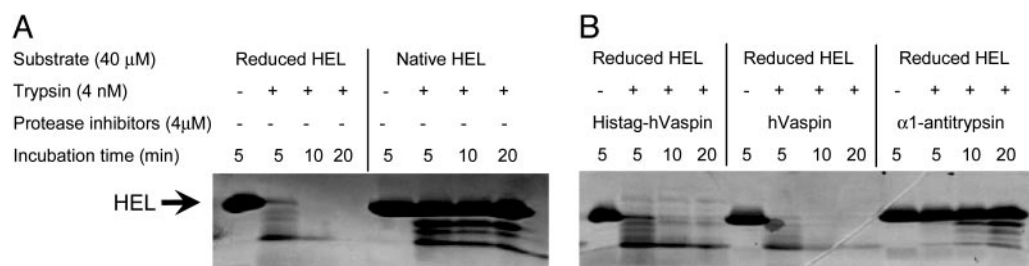 A
Substrate (40 μM) Reduced HEL Native HEL
Trypsin (4 nM) - + + + - + + +
Protease inhibitors (4μM) - - - - - - - -
Incubation time (min) 5 5 10 20 5 5 10 20
HEL
B
Reduced HEL Reduced HEL Reduced HEL
- + + + - + + + - + + +
Histag-hVaspin hVaspin α1-antitrypsin
5 5 10 20 5 5 10 20 5 5 10 20